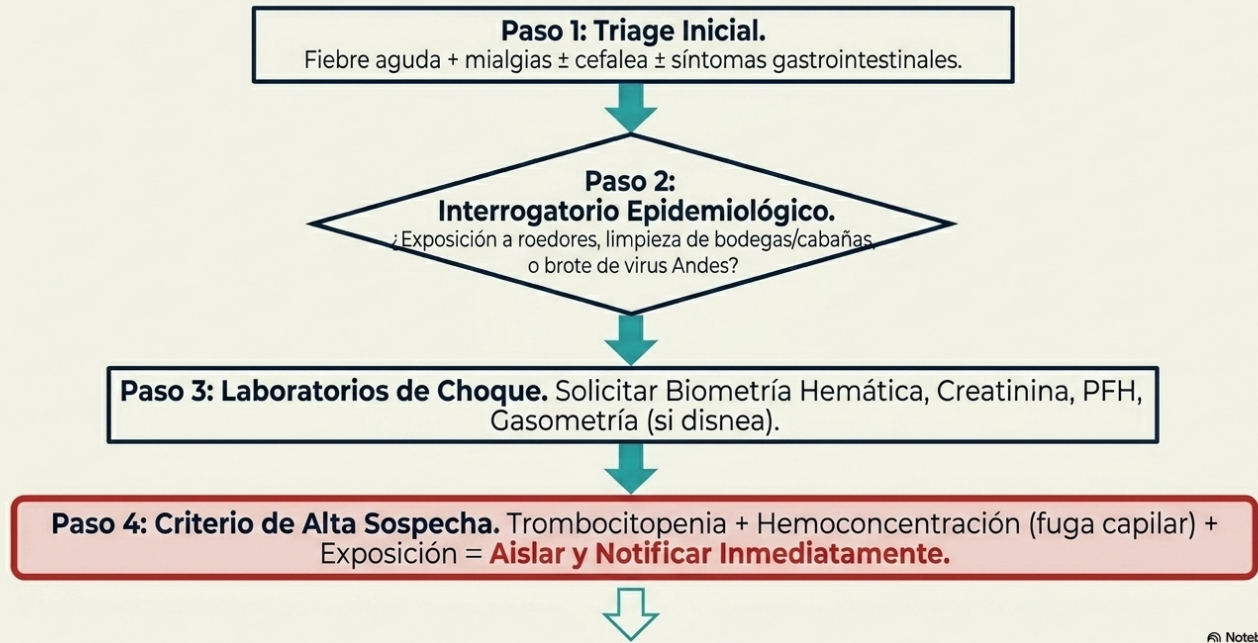 Paso 1: Triage Inicial.
Fiebre aguda + mialgias ± cefalea ± síntomas gastrointestinales.
Paso 2:
Interrogatorio Epidemiológico.
¿Exposición a roedores, limpieza de bodegas/cabañas,
o brote de virus Andes?
Paso 3: Laboratorios de Choque. Solicitar Biometría Hemática, Creatinina, PFH,
Gasometría (si disnea).
Paso 4: Criterio de Alta Sospecha. Trombocitopenia + Hemoconcentración (fuga capilar) +
Exposición = Aislar y Notificar Inmediatamente.